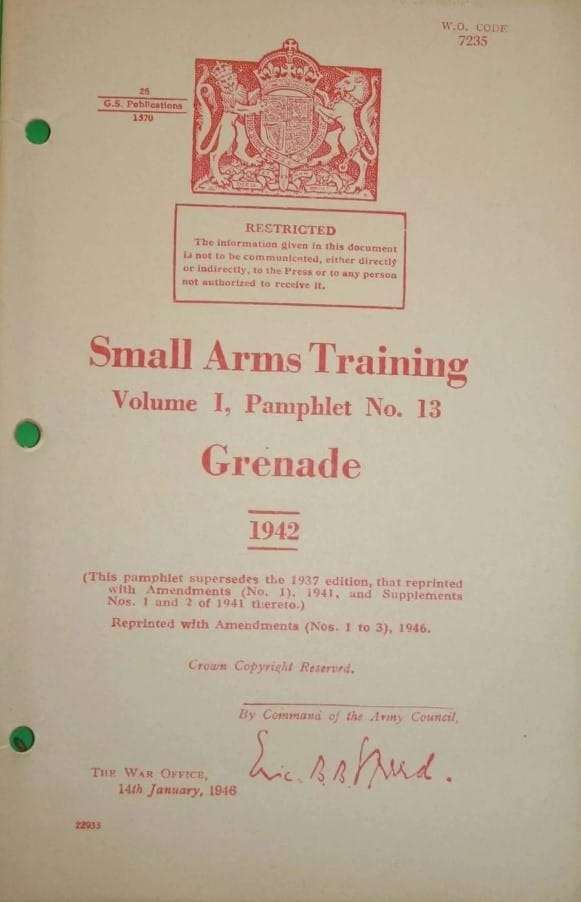 W.O. CODE
7235
26
G.S. Publications
1570
RESTRICTED
The information given in this document
is not to be communicated, either directly
or indirectly, to the Press or to any person
not authorized to receive it.
Small Arms Training
Volume I, Pamphlet No. 13
Grenade
1942
(This pamphlet supersedes the 1937 edition, that reprinted
with Amendments (No. 1), 1941, and Supplements
Nos. 1 and 2 of 1941 thereto.)
Reprinted with Amendments (Nos. 1 to 3), 1946.
Crown Copyright Reserved.
By Command of the Army Council,
Eric. B. B. Speed.
THE WAR OFFICE,
14th January, 1946
22933